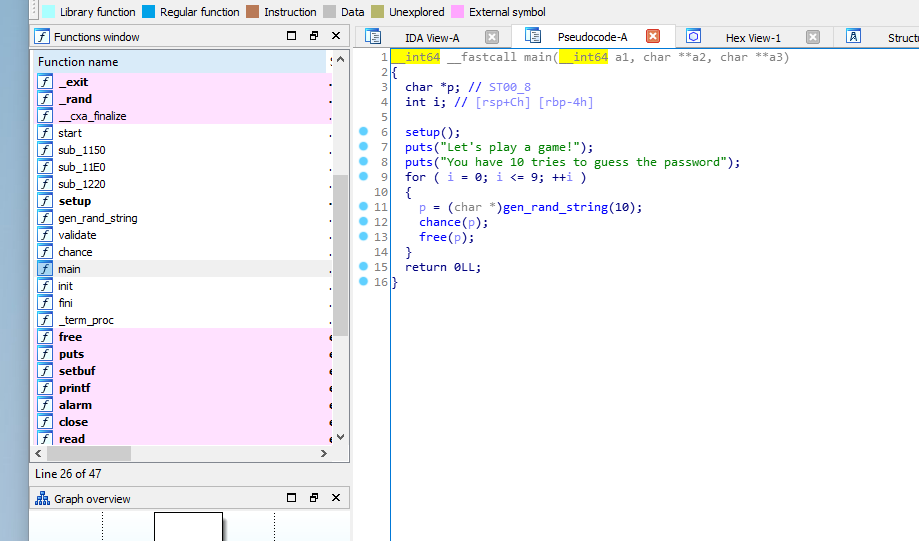 Library function Regular function Instruction Data Unexplored External symbol
Functions window
Function name
_exit
_rand
__cxa_finalize
start
sub_1150
sub_11E0
sub_1220
setup
gen_rand_string
validate
chance
main
init
fini
_term_proc
free
puts
setbuf
printf
alarm
close
read
Line 26 of 47
Graph overview
IDA View-A Pseudocode-A Hex View-1 Struct
1 __int64 __fastcall main(__int64 a1, char **a2, char **a3)
2 {
3 char *p; // ST00_8
4 int i; // [rsp+Ch] [rbp-4h]
5
6 setup();
7 puts("Let's play a game!");
8 puts("You have 10 tries to guess the password");
9 for ( i = 0; i <= 9; ++i )
10 {
11 p = (char *)gen_rand_string(10);
12 chance(p);
13 free(p);
14 }
15 return 0LL;
16 }